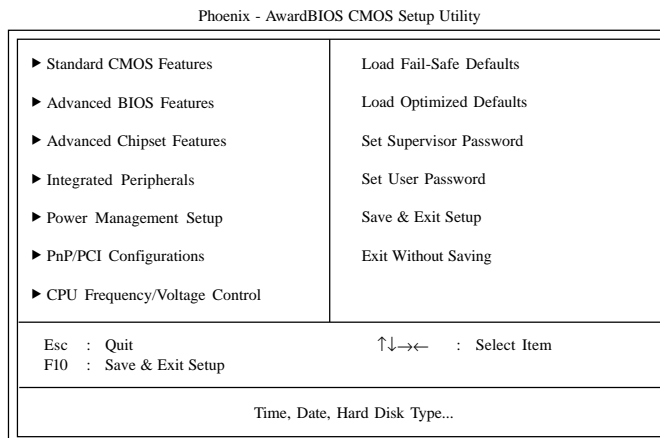 Phoenix - AwardBIOS CMOS Setup Utility
▶ Standard CMOS Features
▶ Advanced BIOS Features
▶ Advanced Chipset Features
▶ Integrated Peripherals
▶ Power Management Setup
▶ PnP/PCI Configurations
▶ CPU Frequency/Voltage Control
Load Fail-Safe Defaults
Load Optimized Defaults
Set Supervisor Password
Set User Password
Save & Exit Setup
Exit Without Saving
Esc : Quit
F10 : Save & Exit Setup
↑↓→← : Select Item
Time, Date, Hard Disk Type...